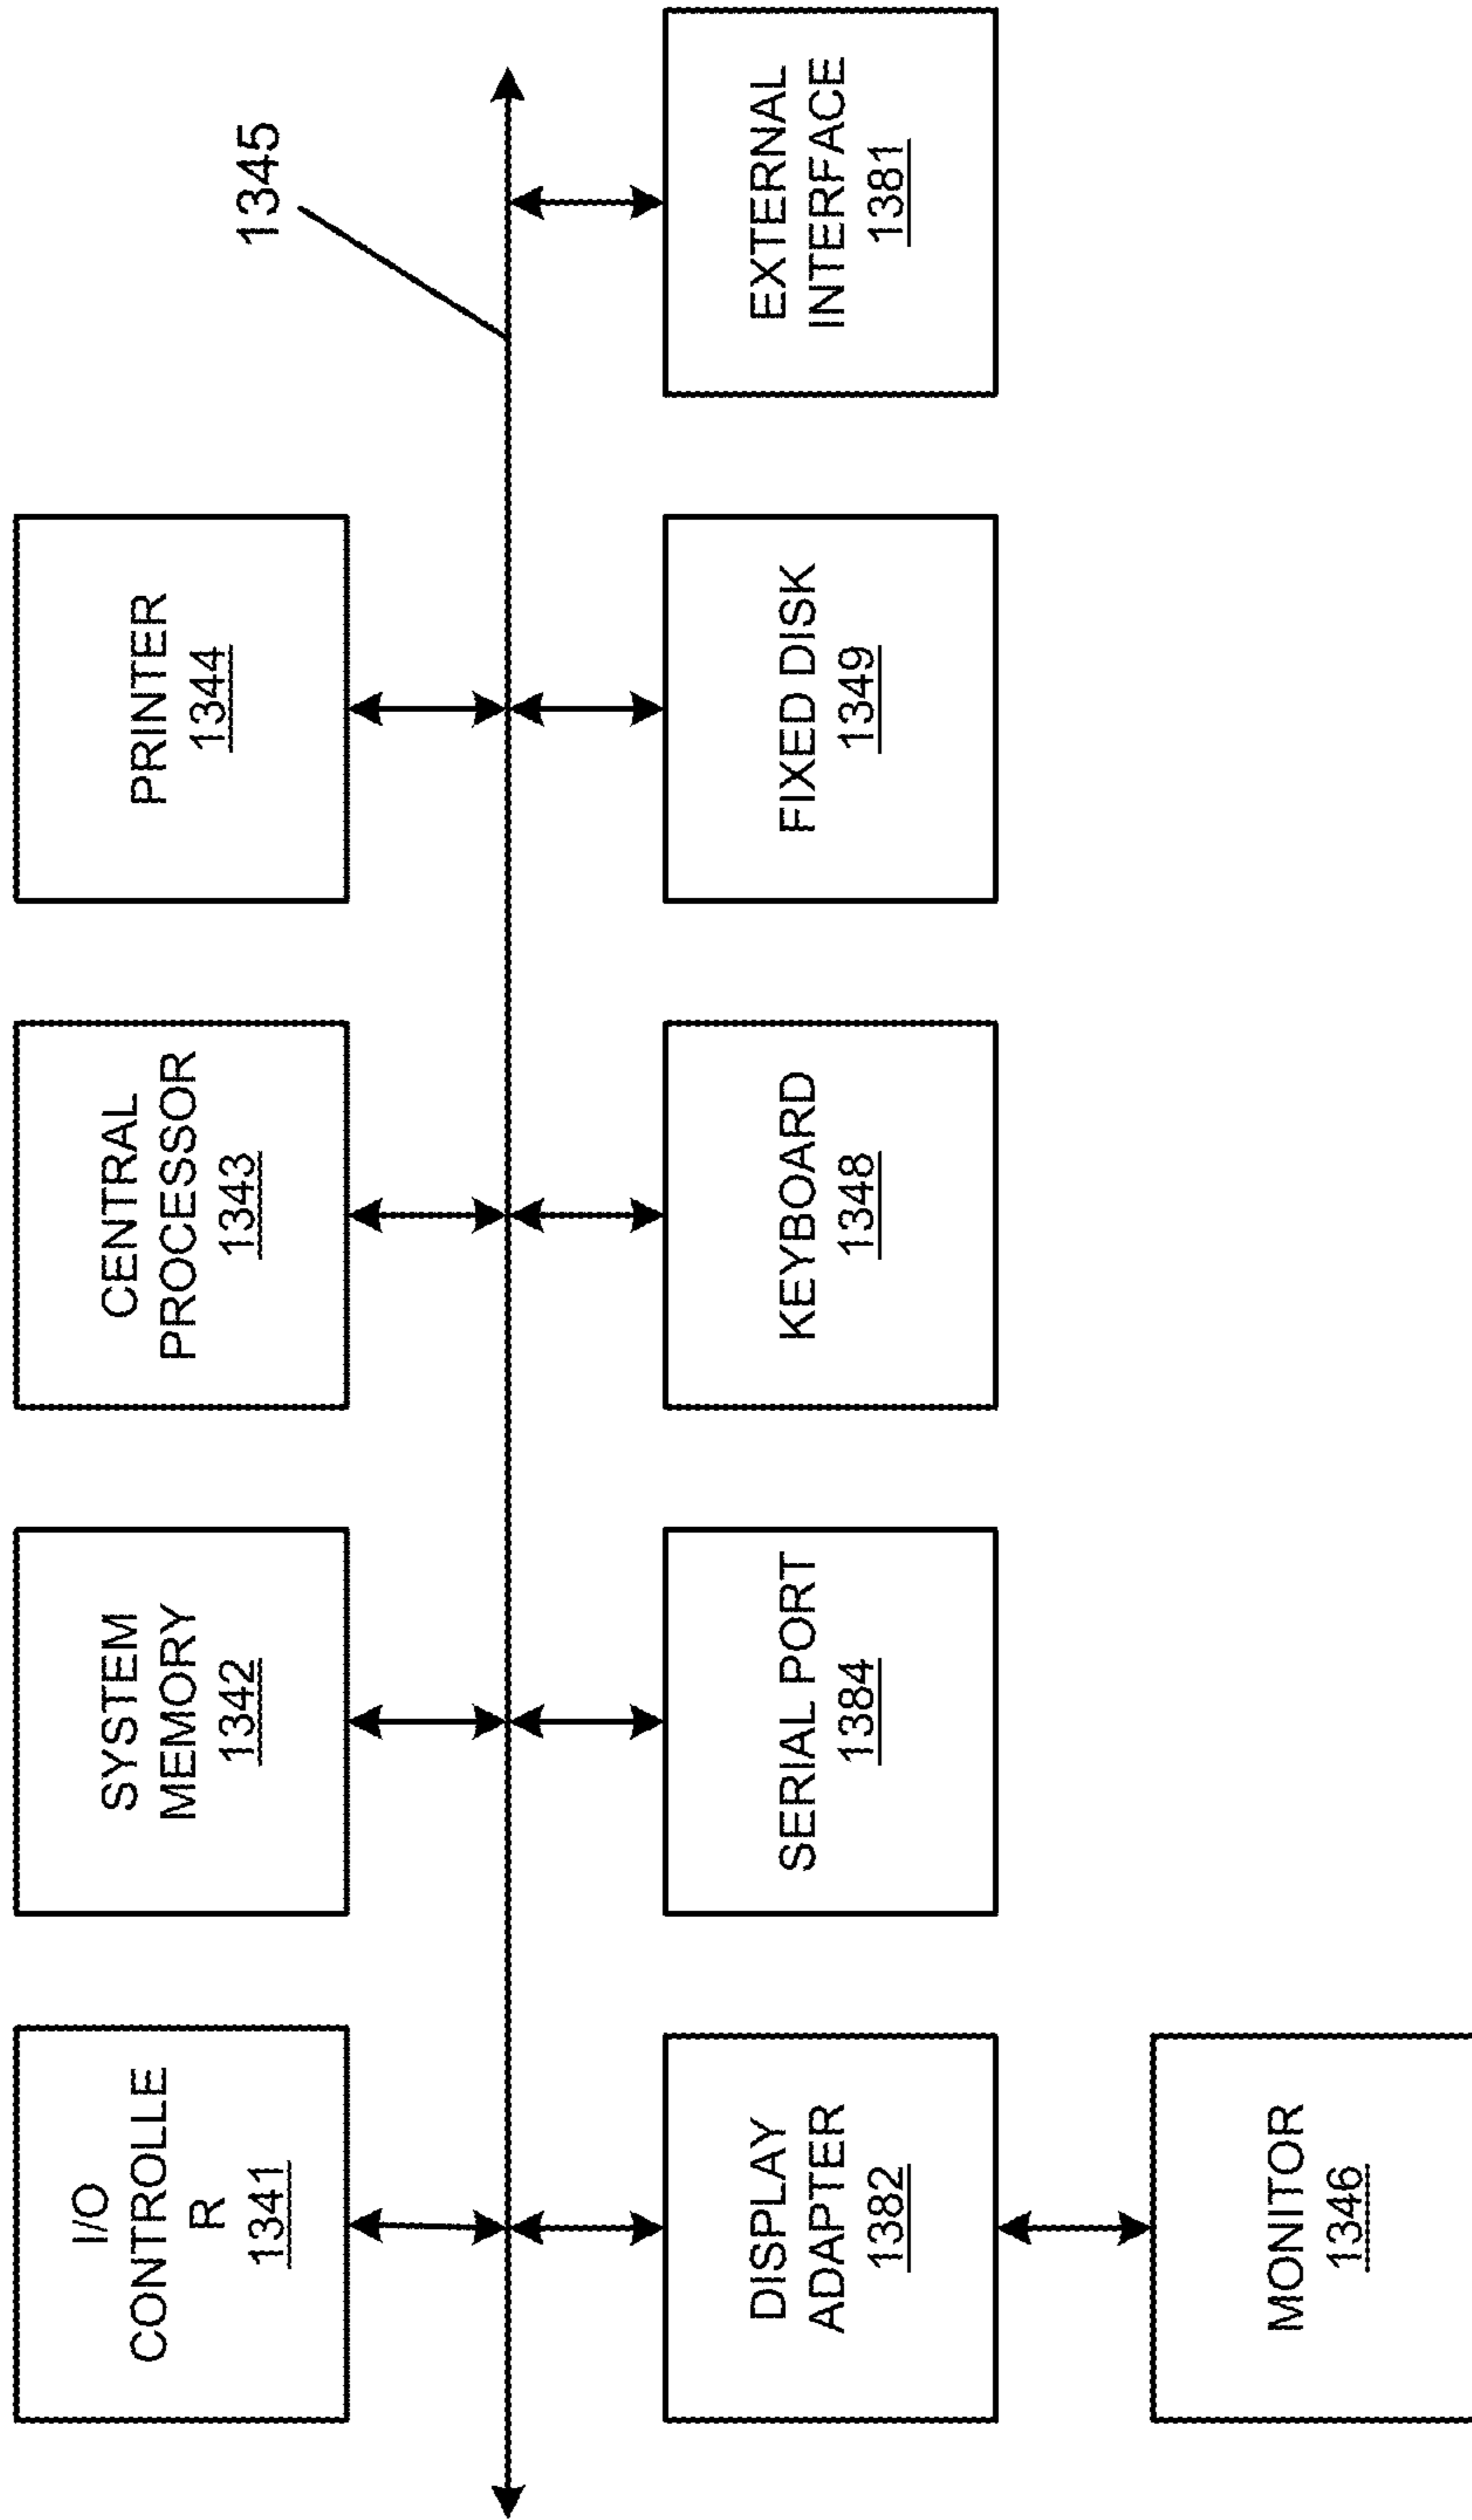 I/O
CONTROLLE
R
1341
SYSTEM
MEMORY
1342
CENTRAL
PROCESSOR
1343
PRINTER
1344
1345
DISPLAY
ADAPTER
1382
SERIAL PORT
1384
KEYBOARD
1348
FIXED DISK
1349
EXTERNAL
INTERFACE
1381
MONITOR
1346